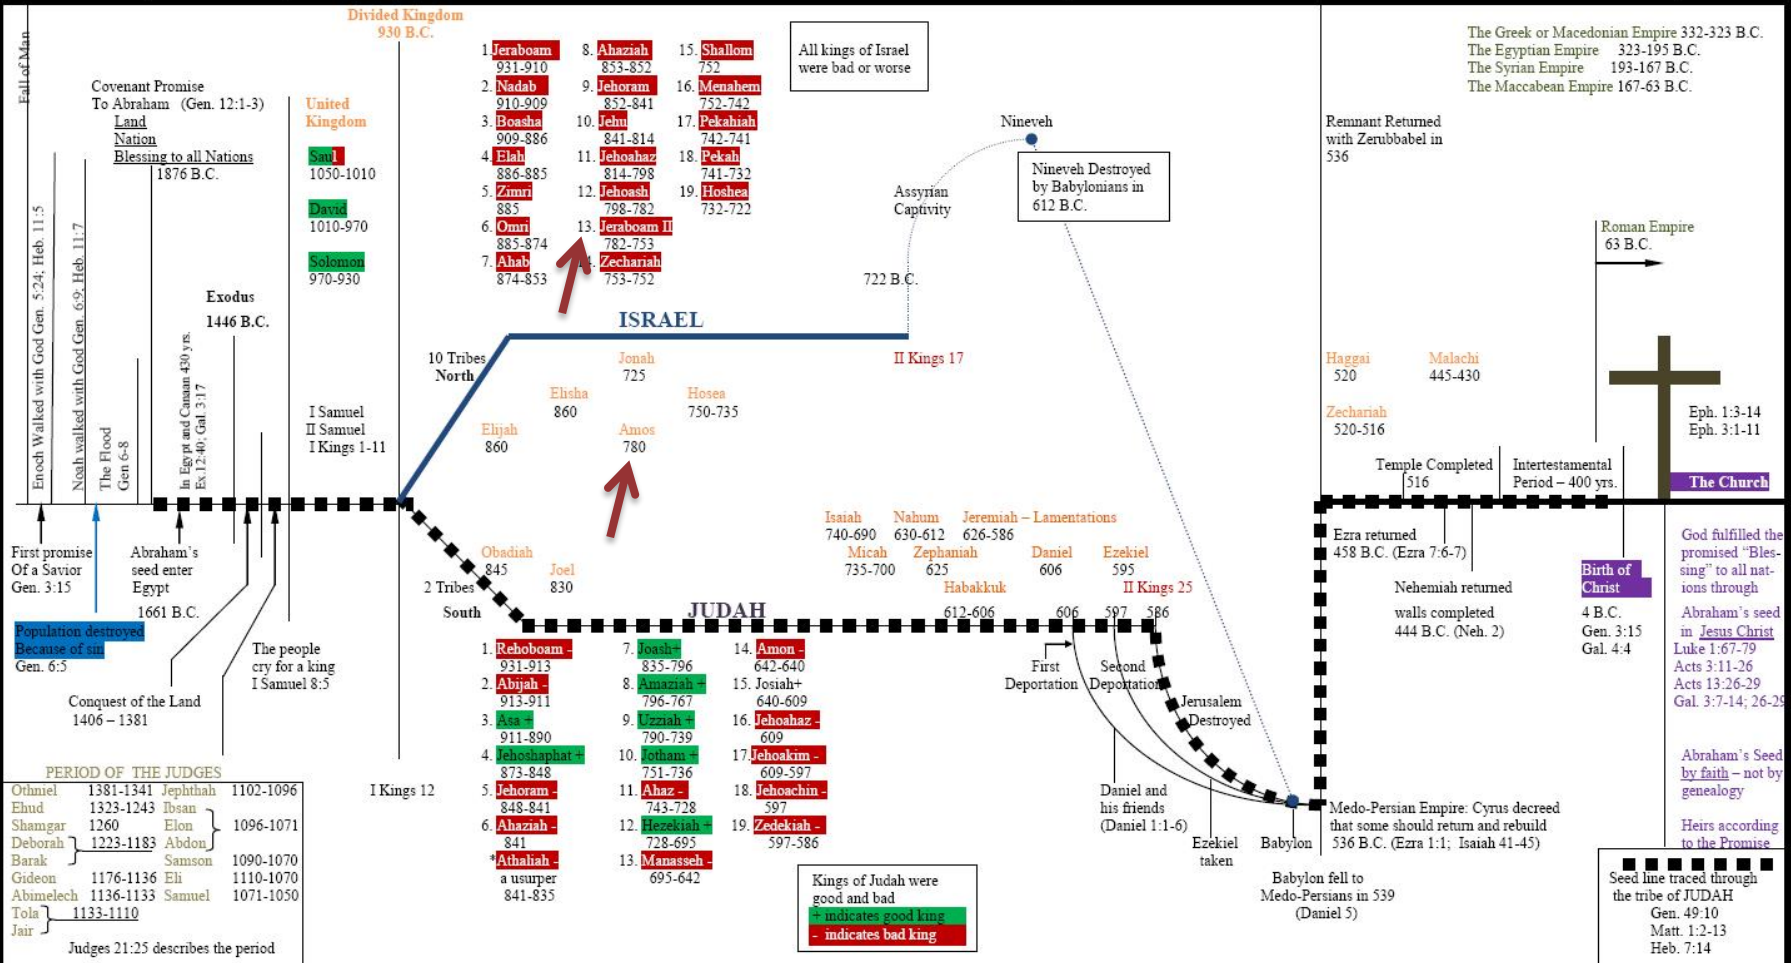 Fall of Man
Enoch Walked with God Gen. 5:24; Heb. 11:5
Noah walked with God Gen. 6:9; Heb. 11:7
The Flood
Gen 6-8
Covenant Promise
To Abraham (Gen. 12:1-3)
Land
Nation
Blessing to all Nations
1876 B.C.
In Egypt and Canaan 430 yrs.
Ex.12:40; Gal. 3:17
Exodus
1446 B.C.
First promise
Of a Savior
Gen. 3:15
Population destroyed
Because of sin
Gen. 6:5
Abraham's
seed enter
Egypt
1661 B.C.
Conquest of the Land
1406 – 1381
The people
cry for a king
I Samuel 8:5
PERIOD OF THE JUDGES
Othniel 1381-1341 Jephthah 1102-1096
Ehud 1323-1243 Ibsan
Shamgar 1260 Elon 1096-1071
Deborah 1223-1183 Abdon
Barak Samson 1090-1070
Gideon 1176-1136 Eli 1110-1070
Abimelech 1136-1133 Samuel 1071-1050
Tola 1133-1110
Jair
Judges 21:25 describes the period
United
Kingdom
Saul
1050-1010
David
1010-970
Solomon
970-930
I Samuel
II Samuel
I Kings 1-11
Divided Kingdom
930 B.C.
I Kings 12
1. Jeraboam
931-910
2. Nadab
910-909
3. Boasha
909-886
4. Elah
886-885
5. Zimri
885
6. Omri
885-874
7. Ahab
874-853
8. Ahaziah
853-852
9. Jehoram
852-841
10. Jehu
841-814
11. Jehoahaz
814-798
12. Jehoash
798-782
13. Jeraboam II
782-753
Zechariah
753-752
15. Shallom
752
16. Menahem
752-742
17. Pekahiah
742-741
18. Pekah
741-732
19. Hoshea
732-722
All kings of Israel
were bad or worse
ISRAEL
10 Tribes
North
Jonah
725
Elisha
860
Hosea
750-735
Elijah
860
Amos
780
II Kings 17
722 B.C.
Assyrian
Captivity
Nineveh
Nineveh Destroyed
by Babylonians in
612 B.C.
Obadiah
845
Joel
830
2 Tribes
South
Isaiah
740-690
Nahum
630-612
Jeremiah – Lamentations
626-586
Micah
735-700
Zephaniah
625
Daniel
606
Ezekiel
595
Habakkuk
612-606
II Kings 25
606
597
586
JUDAH
1. Rehoboam -
931-913
2. Abijah -
913-911
3. Asa +
911-890
4. Jehoshaphat +
873-848
5. Jehoram -
848-841
6. Ahaziah -
841
*Athaliah -
a usurper
841-835
7. Joash+
835-796
8. Amaziah +
796-767
9. Uzziah +
790-739
10. Jotham +
751-736
11. Ahaz -
743-728
12. Hezekiah +
728-695
13. Manasseh -
695-642
14. Amon -
642-640
15. Josiah+
640-609
16. Jehoahaz -
609
17. Jehoakim -
609-597
18. Jehoachin -
597
19. Zedekiah -
597-586
Kings of Judah were
good and bad
+ indicates good king
- indicates bad king
First
Deportation
Second
Deportation
Jerusalem
Destroyed
Daniel and
his friends
(Daniel 1:1-6)
Ezekiel
taken
Babylon
Babylon fell to
Medo-Persians in 539
(Daniel 5)
Medo-Persian Empire: Cyrus decreed
that some should return and rebuild
536 B.C. (Ezra 1:1; Isaiah 41-45)
The Greek or Macedonian Empire 332-323 B.C.
The Egyptian Empire 323-195 B.C.
The Syrian Empire 193-167 B.C.
The Maccabean Empire 167-63 B.C.
Remnant Returned
with Zerubbabel in
536
Roman Empire
63 B.C.
Haggai
520
Malachi
445-430
Zechariah
520-516
Temple Completed
516
Intertestamental
Period – 400 yrs.
Eph. 1:3-14
Eph. 3:1-11
The Church
Ezra returned
458 B.C. (Ezra 7:6-7)
Nehemiah returned
walls completed
444 B.C. (Neh. 2)
Birth of
Christ
4 B.C.
Gen. 3:15
Gal. 4:4
God fulfilled the
promised "Bles-
sing" to all nat-
ions through
Abraham's seed
in Jesus Christ
Luke 1:67-79
Acts 3:11-26
Acts 13:26-29
Gal. 3:7-14; 26-29
Abraham's Seed
by faith – not by
genealogy
Heirs according
to the Promise
Seed line traced through
the tribe of JUDAH
Gen. 49:10
Matt. 1:2-13
Heb. 7:14